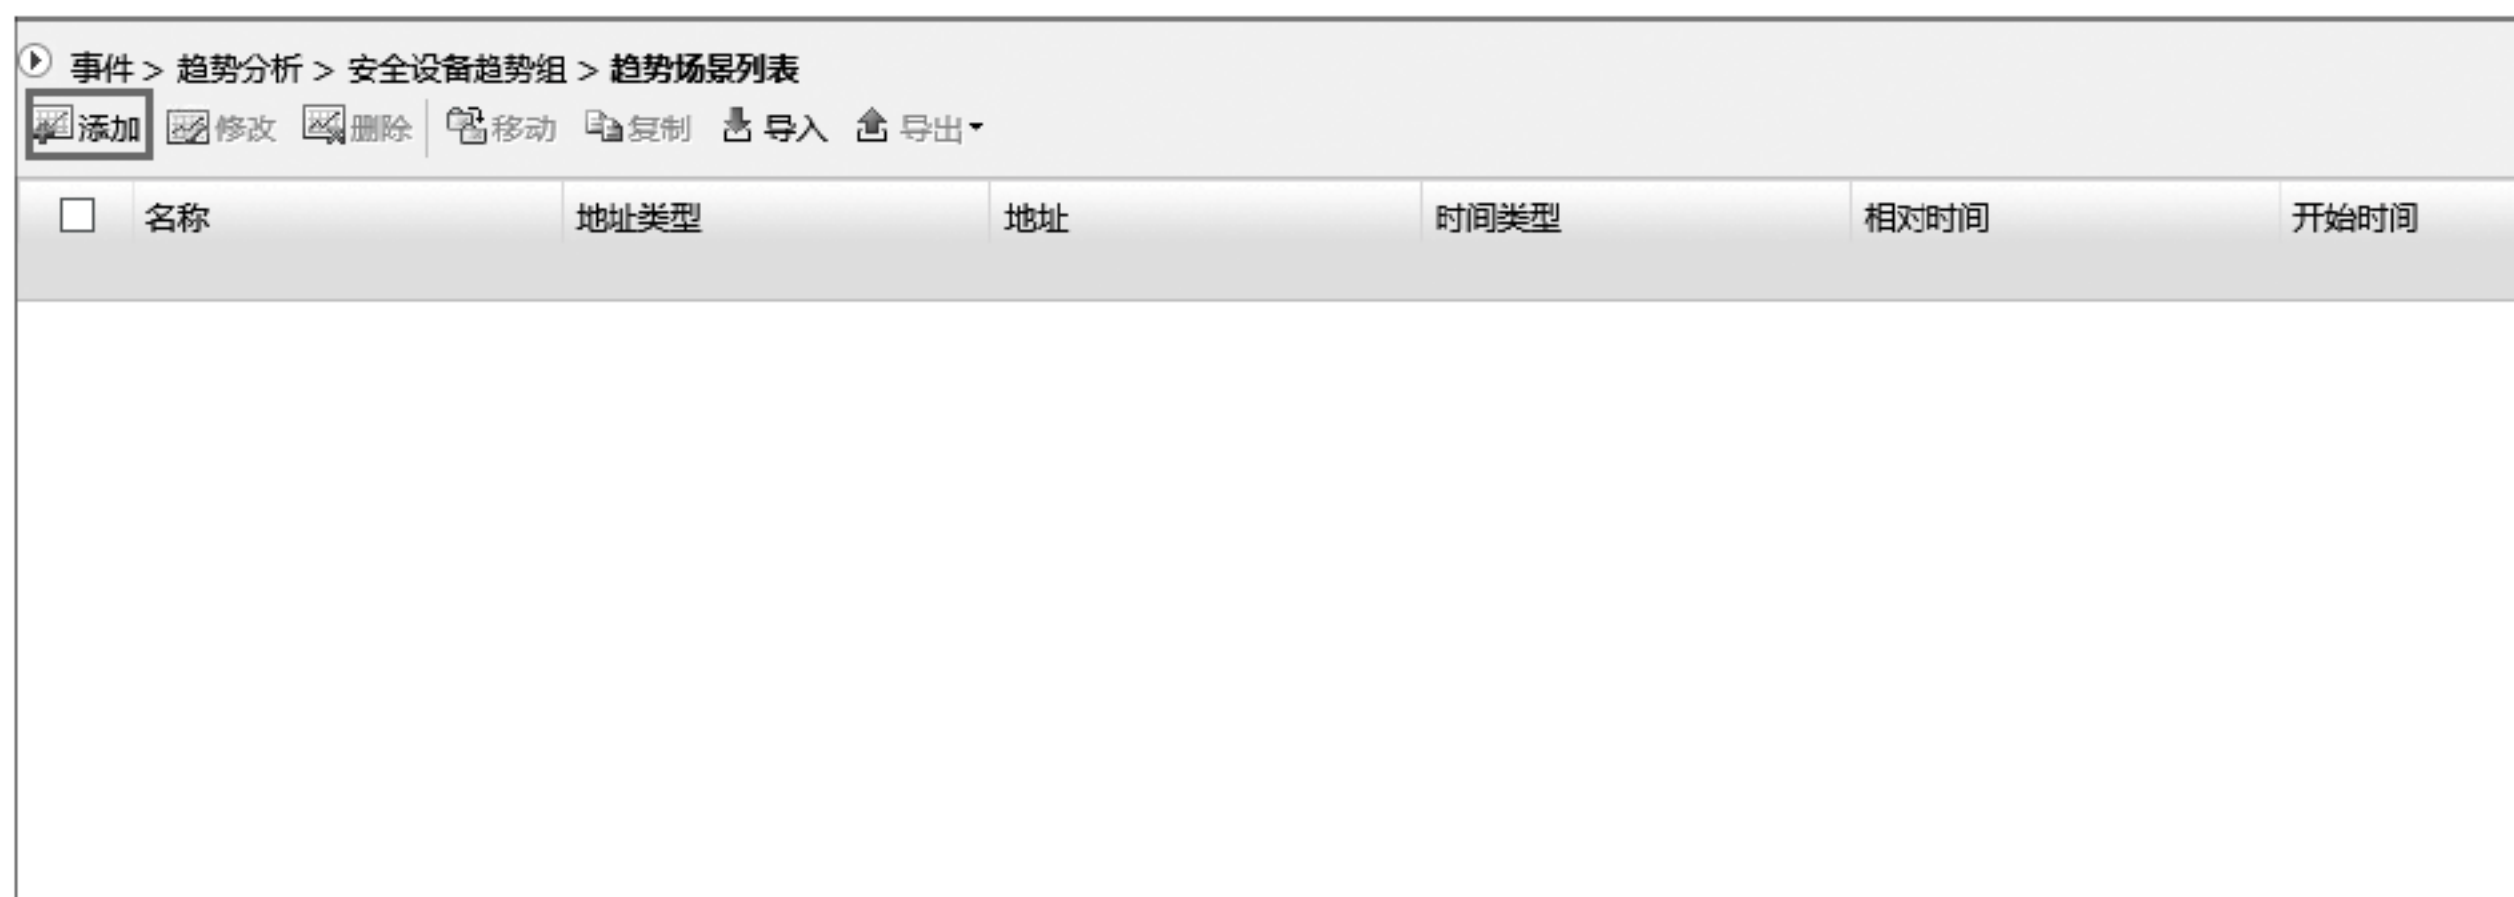 事件 > 趋势分析 > 安全设备趋势组 > 趋势场景列表
添加 修改 删除 移动 复制 导入 导出
名称 地址类型 地址 时间类型 相对时间 开始时间